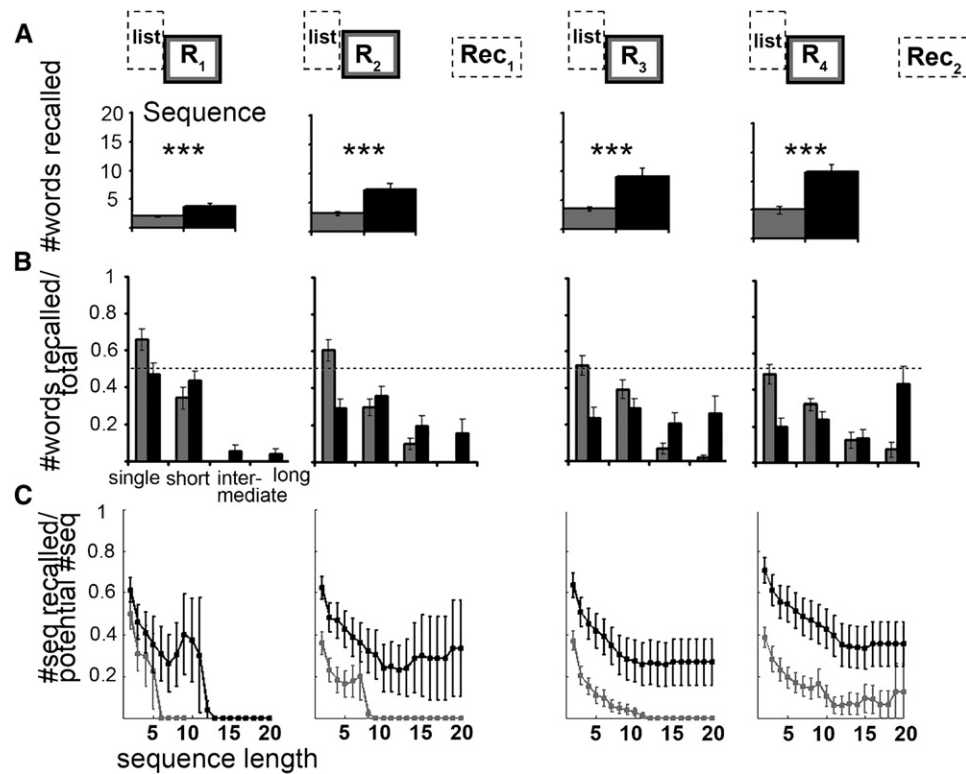 A
list R1 list R2 Rec1 list R3 list R4 Rec2
#words recalled
Sequence
20
15
10
5
*** *** *** ***
B
#words recalled/
total
1
0.8
0.6
0.4
0.2
single short inter- long
mediate
C
#seq recalled/
potential #seq
1
0.8
0.6
0.4
0.2
5 10 15 20 5 10 15 20 5 10 15 20 5 10 15 20
sequence length